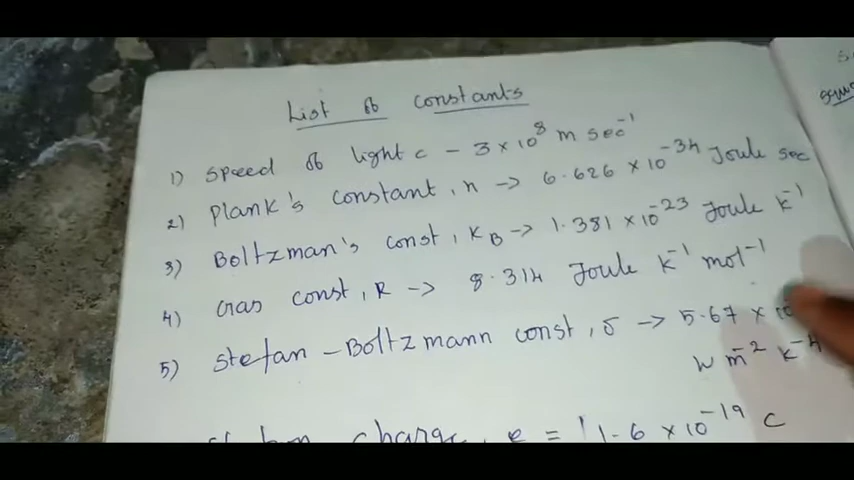 List of Constants
1) Speed of light c - 3 × 10⁸ m sec⁻¹
2) Plank's constant, h → 6.626 × 10⁻³⁴ Joule sec
3) Boltzman's const, K_B → 1.381 × 10⁻²³ Joule K⁻¹
4) Gas const, R → 8.314 Joule K⁻¹ mol⁻¹
5) Stefan - Boltzmann const, σ → 5.67 × 10
W m⁻² K⁻⁴
charge, e = 1.6 × 10⁻¹⁹ C